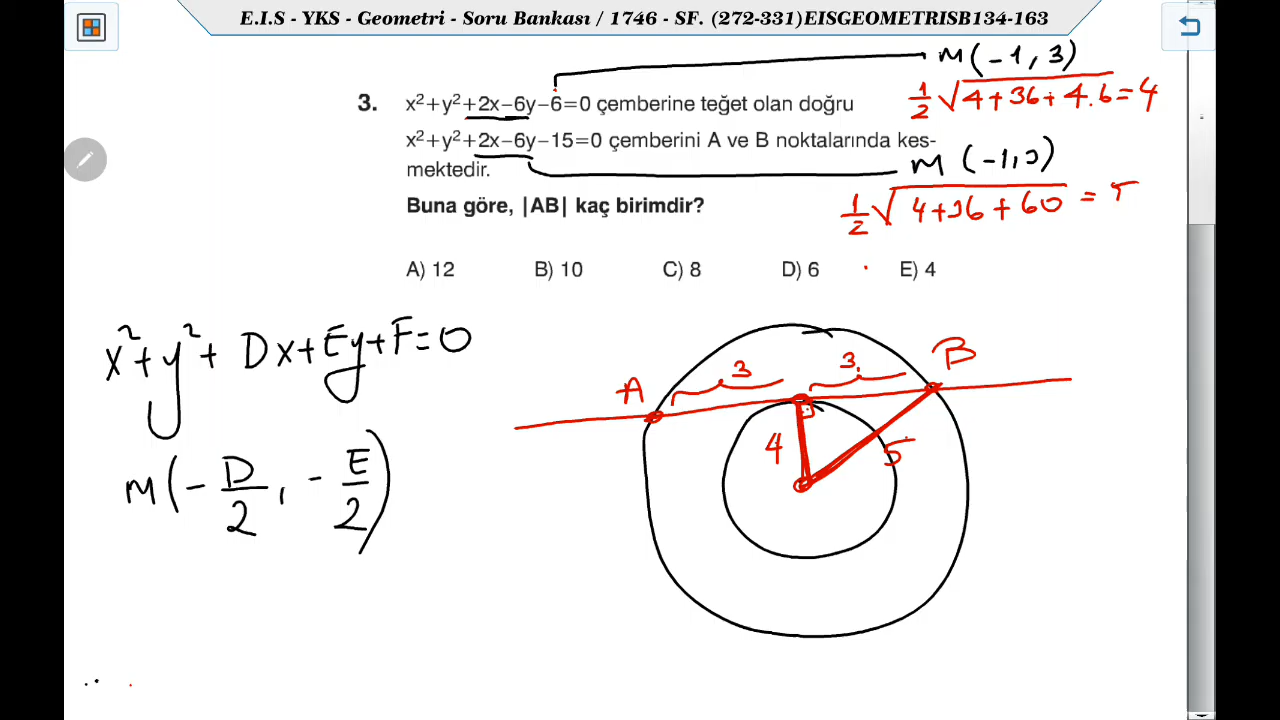 E.I.S - YKS - Geometri - Soru Bankası / 1746 - SF. (272-331)EISGEOMETRISB134-163
M(-1, 3)
1/2 √4+36+4.6=4
3. x²+y²+2x−6y−6=0 çemberine teğet olan doğru
x²+y²+2x−6y−15=0 çemberini A ve B noktalarında kes-
mektedir.
M (-1,3)
Buna göre, |AB| kaç birimdir?
1/2 √4+36+60 = 5
A) 12 B) 10 C) 8 D) 6 E) 4
x²+y²+ Dx+Ey+F=0
M(-D/2, -E/2)
A 3 3 B
4 5